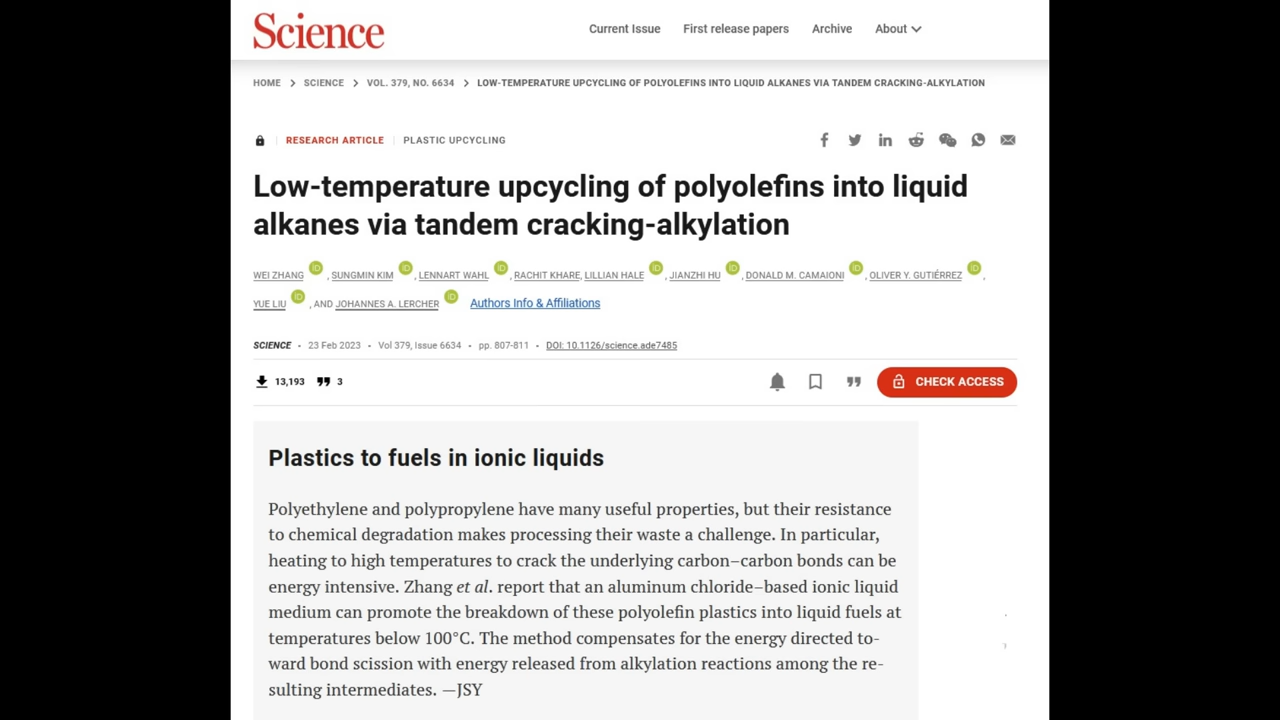 Science
Current Issue First release papers Archive About
HOME SCIENCE VOL. 379, NO. 6634 LOW-TEMPERATURE UPCYCLING OF POLYOLEFINS INTO LIQUID ALKANES VIA TANDEM CRACKING-ALKYLATION
RESEARCH ARTICLE PLASTIC UPCYCLING
Low-temperature upcycling of polyolefins into liquid
alkanes via tandem cracking-alkylation
WEI ZHANG iD, SUNGMIN KIM iD, LENNART WAHL iD, RACHIT KHARE, LILLIAN HALE iD, JIANZHI HU iD, DONALD M. CAMAIONI iD, OLIVER Y. GUTIÉRREZ iD,
YUE LIU iD, AND JOHANNES A. LERCHER iD Authors Info & Affiliations
SCIENCE • 23 Feb 2023 • Vol 379, Issue 6634 • pp. 807-811 • DOI: 10.1126/science.ade7485
13,193 3 CHECK ACCESS
Plastics to fuels in ionic liquids
Polyethylene and polypropylene have many useful properties, but their resistance
to chemical degradation makes processing their waste a challenge. In particular,
heating to high temperatures to crack the underlying carbon–carbon bonds can be
energy intensive. Zhang et al. report that an aluminum chloride–based ionic liquid
medium can promote the breakdown of these polyolefin plastics into liquid fuels at
temperatures below 100°C. The method compensates for the energy directed to-
ward bond scission with energy released from alkylation reactions among the re-
sulting intermediates. —JSY